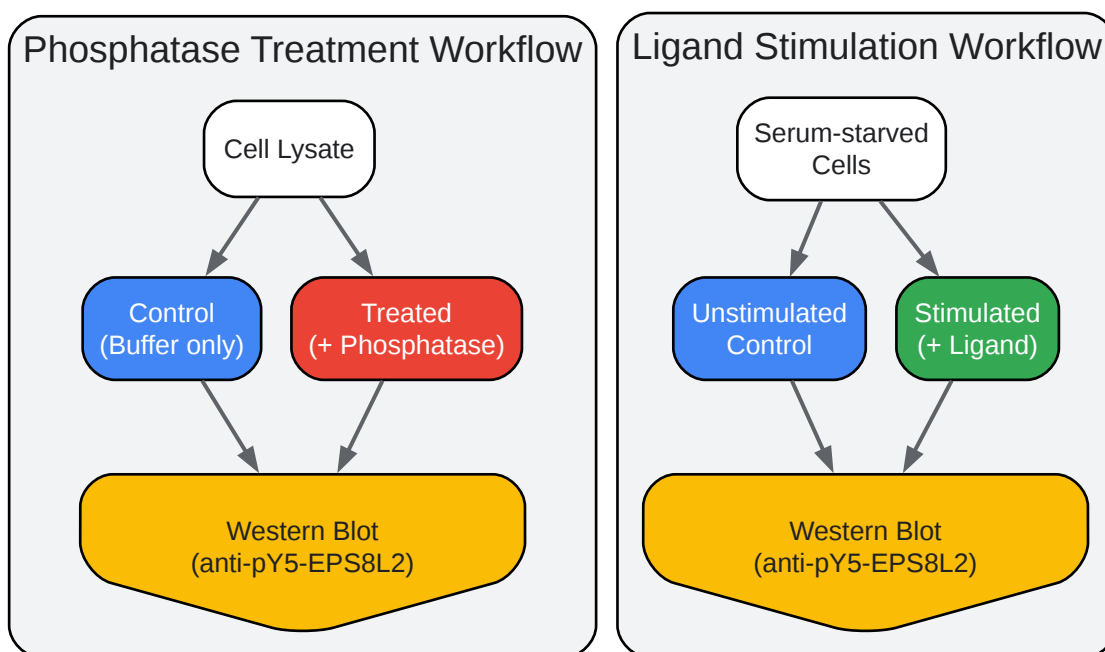 Phosphatase Treatment Workflow
Cell Lysate
Control
(Buffer only)
Treated
(+ Phosphatase)
Western Blot
(anti-pY5-EPS8L2)
Ligand Stimulation Workflow
Serum-starved
Cells
Unstimulated
Control
Stimulated
(+ Ligand)
Western Blot
(anti-pY5-EPS8L2)